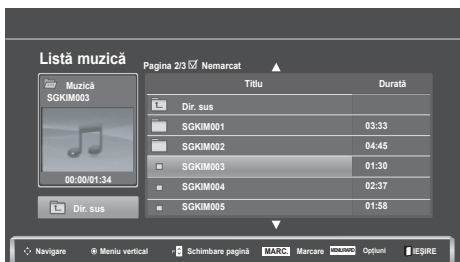 Listă muzică
Pagina 2/3 Nemarcat
Muzică
SGKIM003
00:00/01:34
Dir. sus
Titlu Durată
Dir. sus
SGKIM001 03:33
SGKIM002 04:45
SGKIM003 01:30
SGKIM004 02:37
SGKIM005 01:58
Navigare Meniu vertical Schimbare pagină MARC. Marcare MENIURAPID Opțiuni IEȘIRE